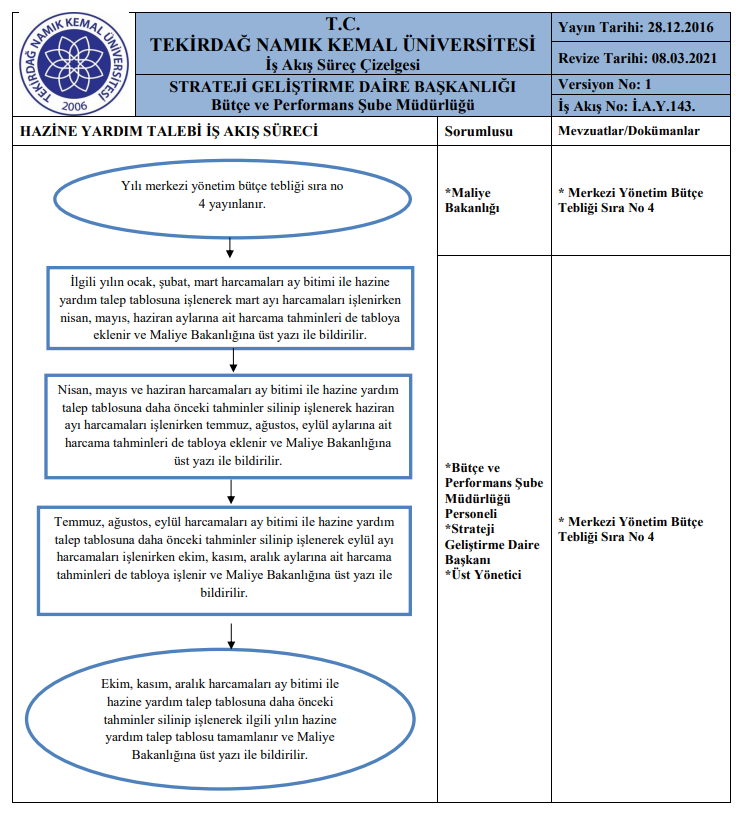 TEKİRDAĞ NAMIK KEMAL ÜNİVERSİTESİ
2006
T.C.
TEKİRDAĞ NAMIK KEMAL ÜNİVERSİTESİ
İş Akış Süreç Çizelgesi
STRATEJİ GELİŞTİRME DAİRE BAŞKANLIĞI
Bütçe ve Performans Şube Müdürlüğü
Yayın Tarihi: 28.12.2016
Revize Tarihi: 08.03.2021
Versiyon No: 1
İş Akış No: İ.A.Y.143.
HAZİNE YARDIM TALEBİ İŞ AKIŞ SÜRECİ
Sorumlusu
Mevzuatlar/Dokümanlar
Yılı merkezi yönetim bütçe tebliği sıra no
4 yayınlanır.
*Maliye
Bakanlığı
* Merkezi Yönetim Bütçe
Tebliği Sıra No 4
İlgili yılın ocak, şubat, mart harcamaları ay bitimi ile hazine
yardım talep tablosuna işlenerek mart ayı harcamaları işlenirken
nisan, mayıs, haziran aylarına ait harcama tahminleri de tabloya
eklenir ve Maliye Bakanlığına üst yazı ile bildirilir.
Nisan, mayıs ve haziran harcamaları ay bitimi ile hazine yardım
talep tablosuna daha önceki tahminler silinip işlenerek haziran
ayı harcamaları işlenirken temmuz, ağustos, eylül aylarına ait
harcama tahminleri de tabloya eklenir ve Maliye Bakanlığına
üst yazı ile bildirilir.
Temmuz, ağustos, eylül harcamaları ay bitimi ile hazine yardım
talep tablosuna daha önceki tahminler silinip işlenerek eylül ayı
harcamaları işlenirken ekim, kasım, aralık aylarına ait harcama
tahminleri de tabloya işlenir ve Maliye Bakanlığına üst yazı ile
bildirilir.
Ekim, kasım, aralık harcamaları ay bitimi ile
hazine yardım talep tablosuna daha önceki
tahminler silinip işlenerek ilgili yılın hazine
yardım talep tablosu tamamlanır ve Maliye
Bakanlığına üst yazı ile bildirilir.
*Bütçe ve
Performans Şube
Müdürlüğü
Personeli
*Strateji
Geliştirme Daire
Başkanı
*Üst Yönetici
* Merkezi Yönetim Bütçe
Tebliği Sıra No 4